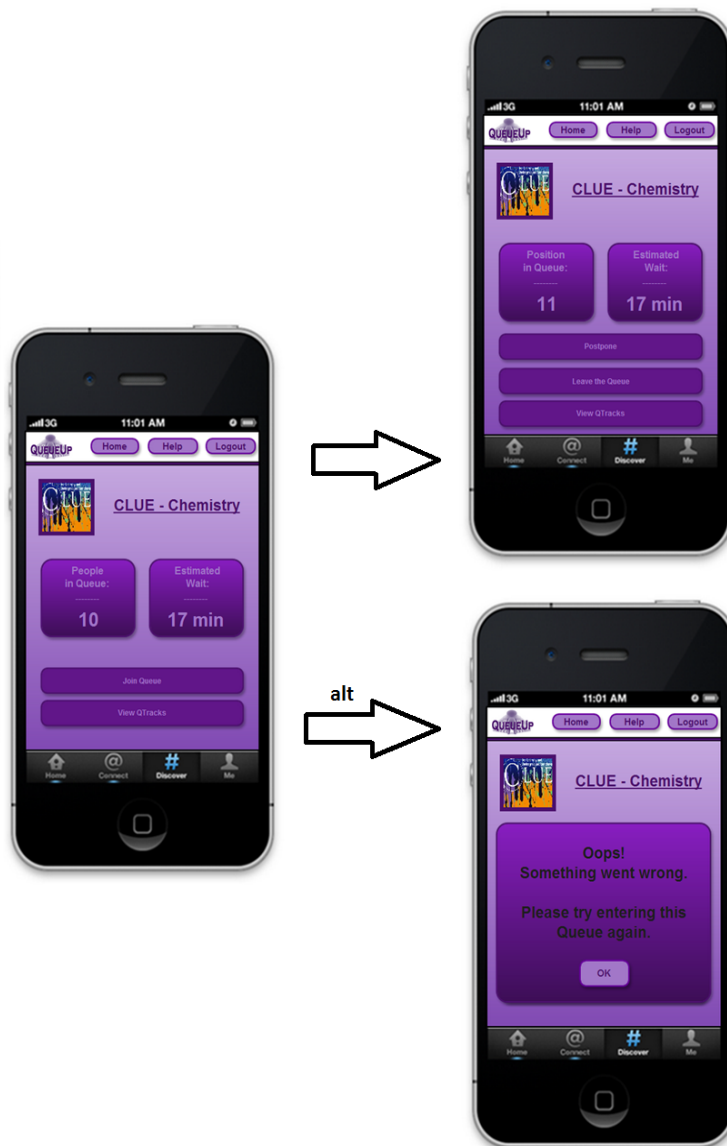 3G 11:01 AM
QUEUEUP Home Help Logout
CLUE CLUE - Chemistry
Position
in Queue:
11
Estimated
Wait:
17 min
Postpone
Leave the Queue
View QTracks
Home Connect Discover Me
3G 11:01 AM
QUEUEUP Home Help Logout
CLUE CLUE - Chemistry
People
in Queue:
10
Estimated
Wait:
17 min
Join Queue
View QTracks
Home Connect Discover Me
alt
3G 11:01 AM
QUEUEUP Home Help Logout
CLUE CLUE - Chemistry
Oops!
Something went wrong.
Please try entering this
Queue again.
OK
Home Connect Discover Me